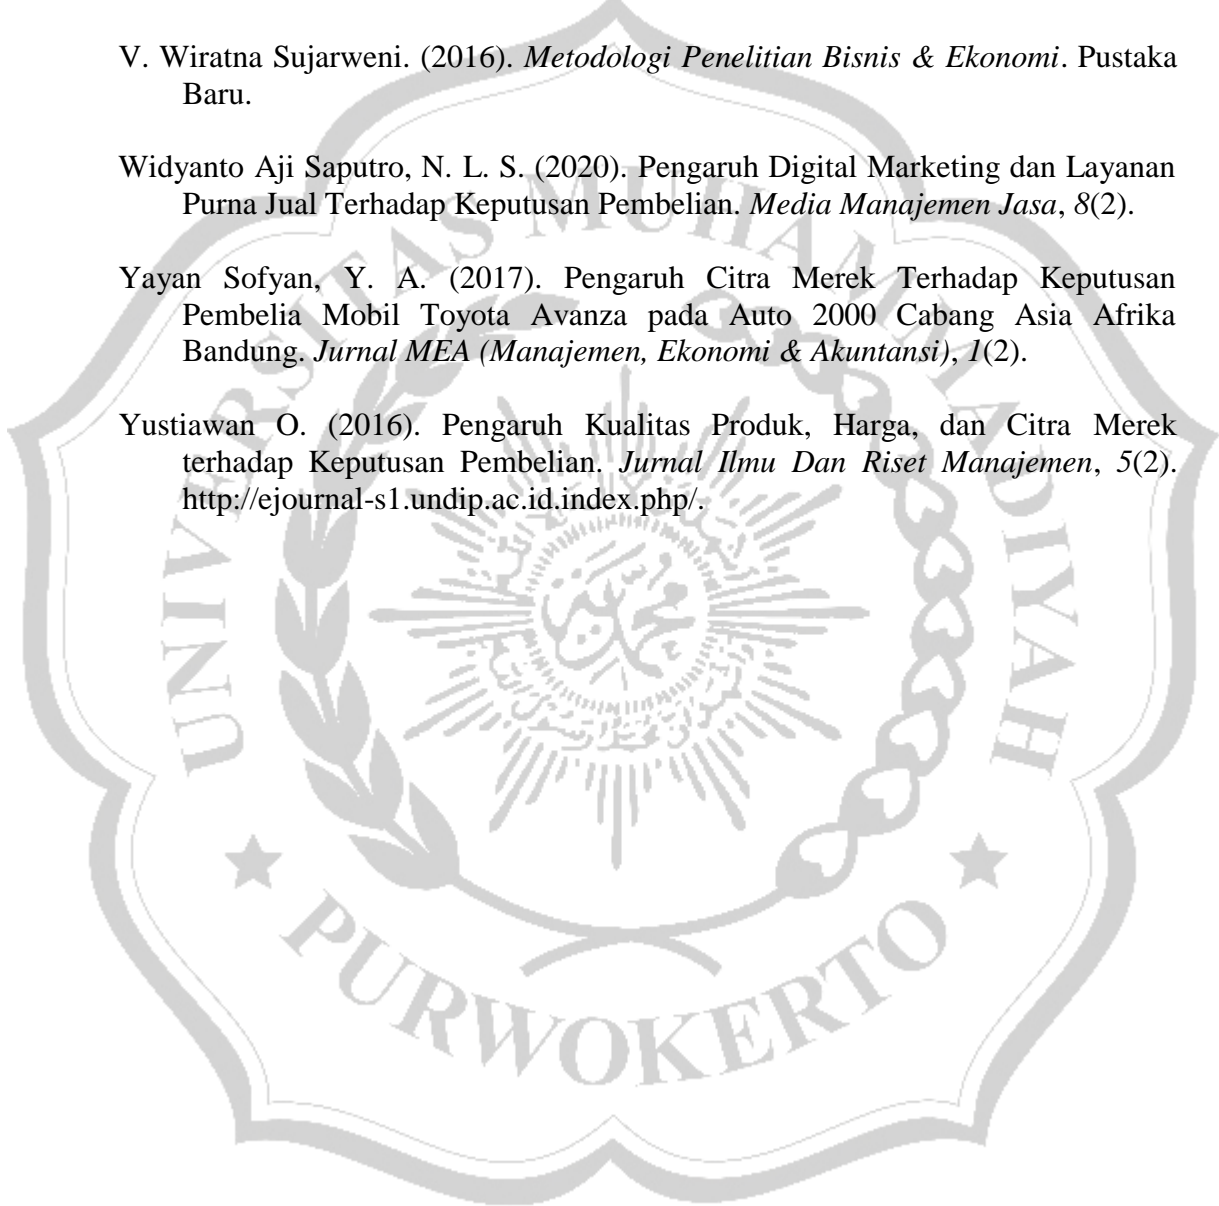 V. Wiratna Sujarweni. (2016). Metodologi Penelitian Bisnis & Ekonomi. Pustaka
Baru.
Widyanto Aji Saputro, N. L. S. (2020). Pengaruh Digital Marketing dan Layanan
Purna Jual Terhadap Keputusan Pembelian. Media Manajemen Jasa, 8(2).
Yayan Sofyan, Y. A. (2017). Pengaruh Citra Merek Terhadap Keputusan
Pembelia Mobil Toyota Avanza pada Auto 2000 Cabang Asia Afrika
Bandung. Jurnal MEA (Manajemen, Ekonomi & Akuntansi), 1(2).
Yustiawan O. (2016). Pengaruh Kualitas Produk, Harga, dan Citra Merek
terhadap Keputusan Pembelian. Jurnal Ilmu Dan Riset Manajemen, 5(2).
http://ejournal-s1.undip.ac.id.index.php/.
UNIVERSITAS MUHAMMADIYAH
PURWOKERTO